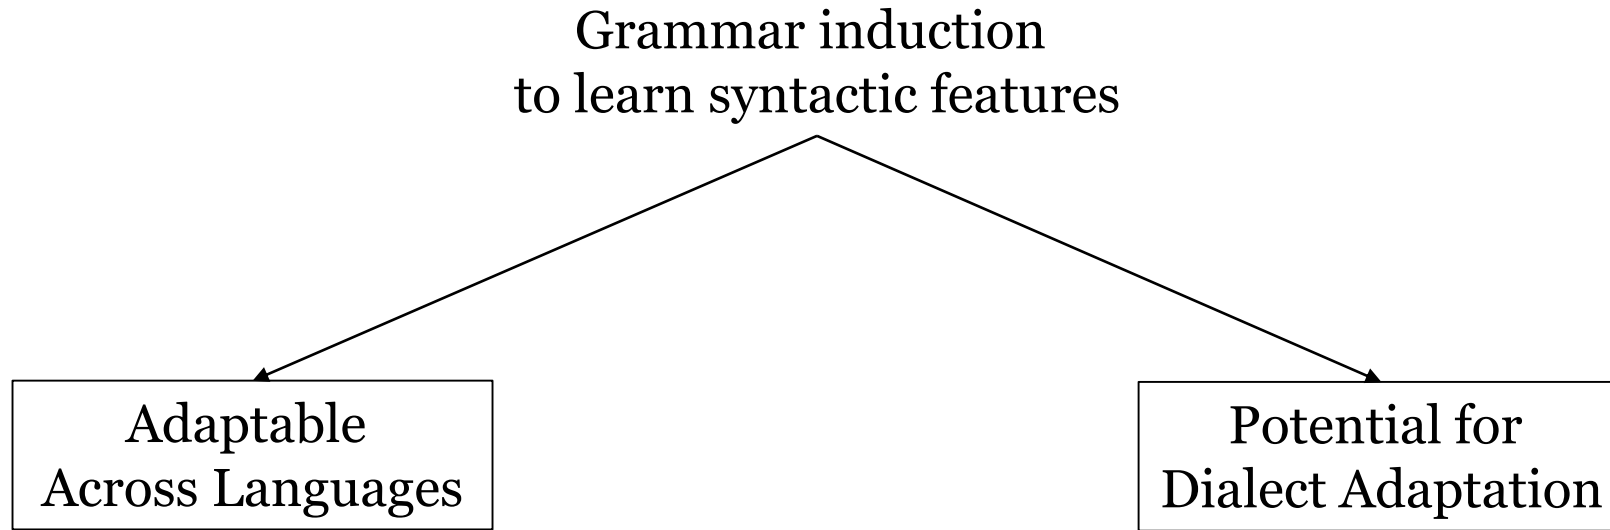 Grammar induction
to learn syntactic features
Adaptable
Across Languages
Potential for
Dialect Adaptation